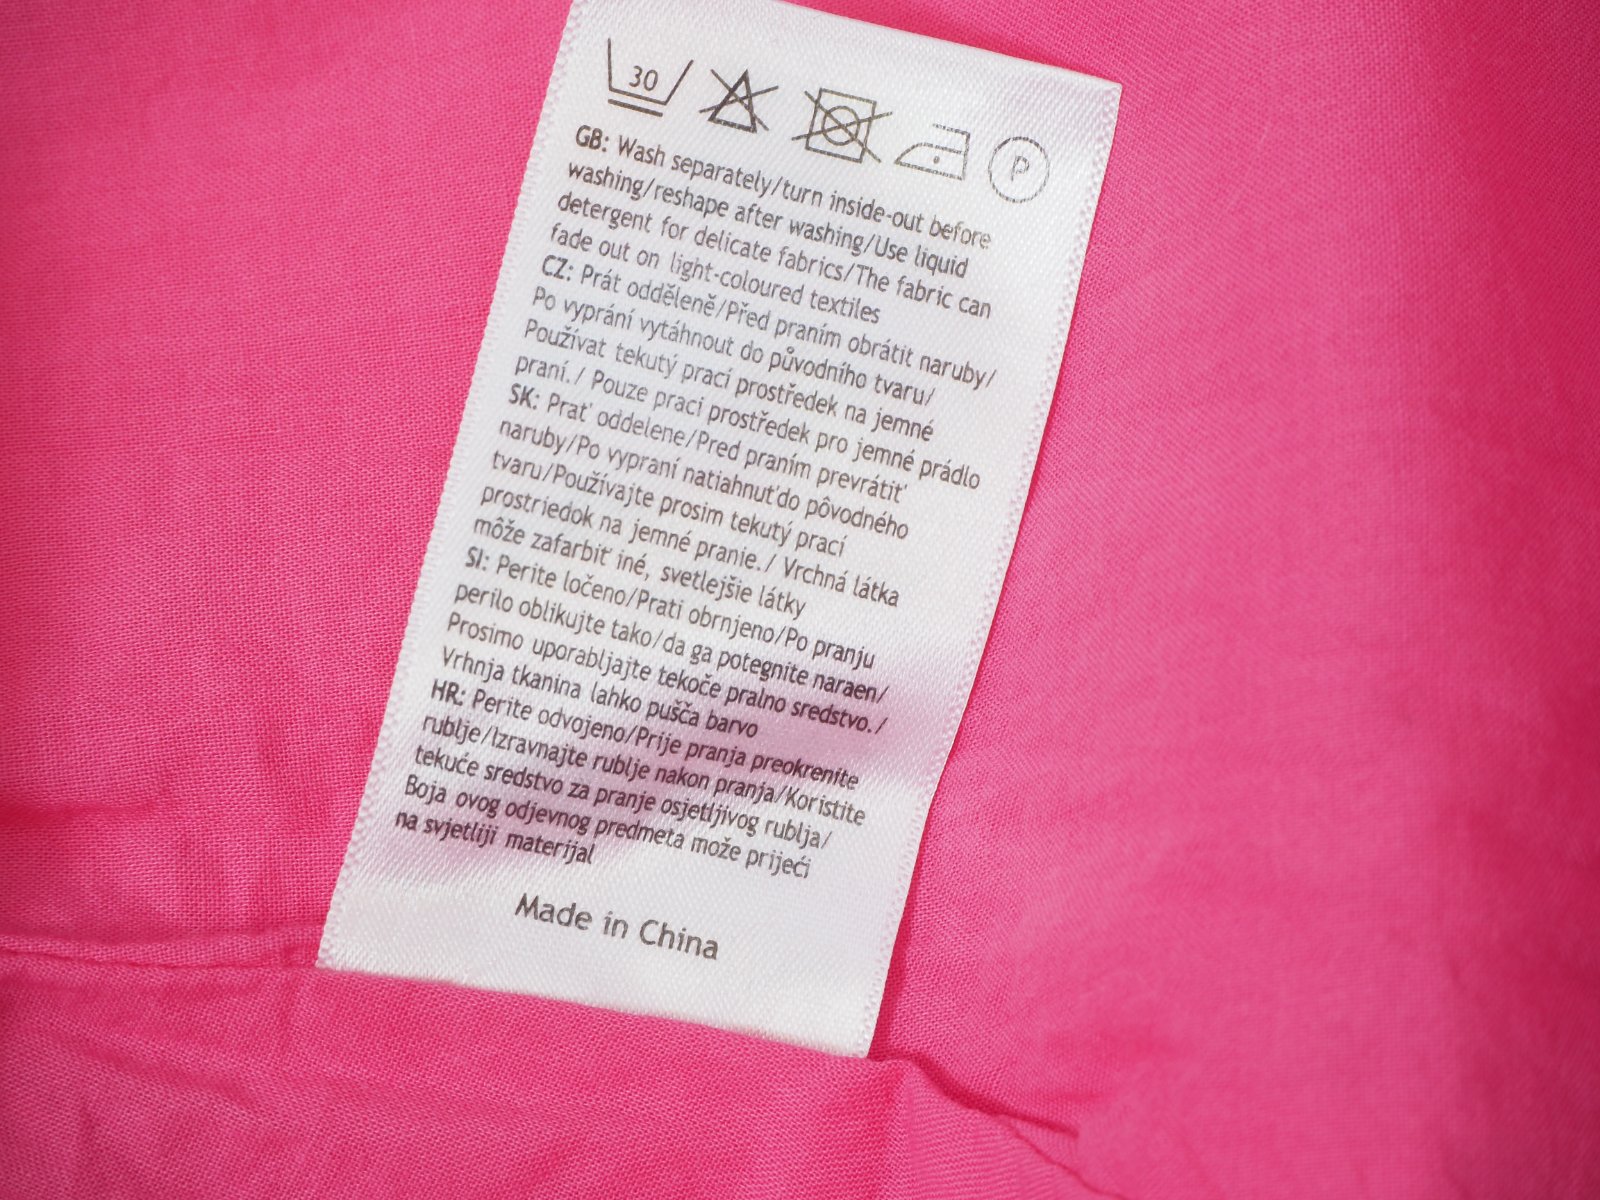 30
P
GB: Wash separately/turn inside-out before
washing/reshape after washing/Use liquid
detergent for delicate fabrics/The fabric can
fade out on light-coloured textiles
CZ: Prát odděleně/Před praním obrátit naruby/
Po vyprání vytáhnout do původního tvaru/
Používat tekutý prací prostředek na jemné
praní./ Pouze prací prostředek pro jemné prádlo
SK: Prať oddelene/Pred praním prevrátiť
naruby/Po vypraní natiahnuť do pôvodného
tvaru/Používajte prosim tekutý prací
prostriedok na jemné pranie./ Vrchná látka
môže zafarbiť iné, svetlejšie látky
SI: Perite ločeno/Prati obrnjeno/Po pranju
perilo oblikujte tako/da ga potegnite naraen/
Prosimo uporabljajte tekoče pralno sredstvo./
Vrhnja tkanina lahko pušča barvo
HR: Perite odvojeno/Prije pranja preokrenite
rublje/Izravnajte rublje nakon pranja/Koristite
tekuće sredstvo za pranje osjetljivog rublja/
Boja ovog odjevnog predmeta može prijeći
na svjetliji materijal
Made in China